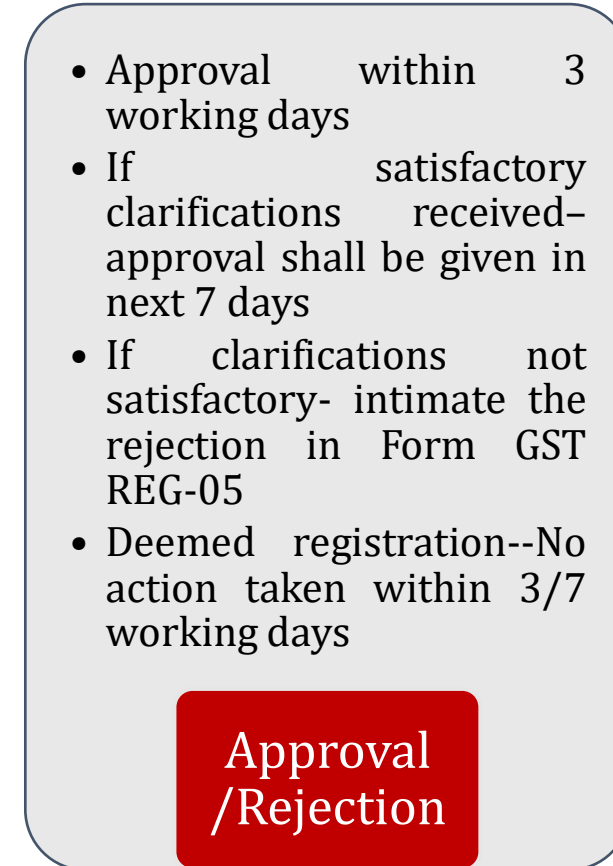 • Approval within 3
working days
• If satisfactory
clarifications received–
approval shall be given in
next 7 days
• If clarifications not
satisfactory- intimate the
rejection in Form GST
REG-05
• Deemed registration--No
action taken within 3/7
working days
Approval
/Rejection